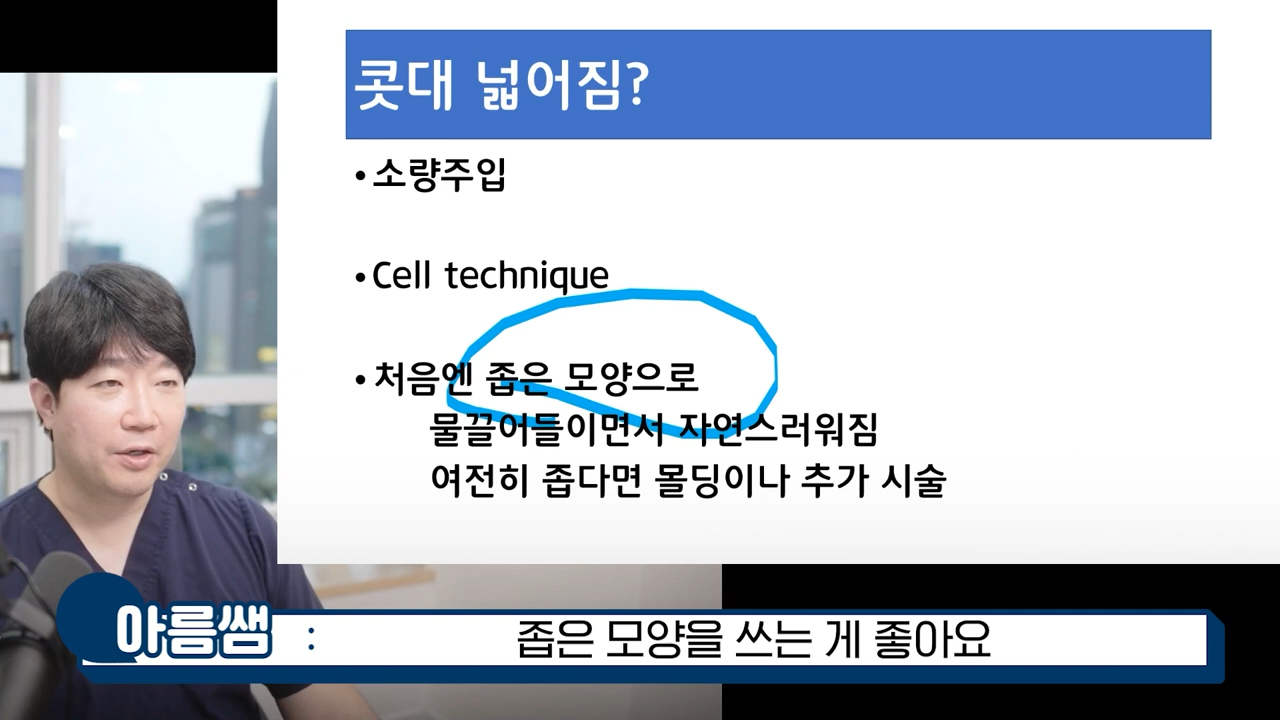 콧대 넓어짐?
• 소량주입
• Cell technique
• 처음엔 좁은 모양으로
물끌어들이면서 자연스러워짐
여전히 좁다면 몰딩이나 추가 시술
아름쌤 : 좁은 모양을 쓰는 게 좋아요